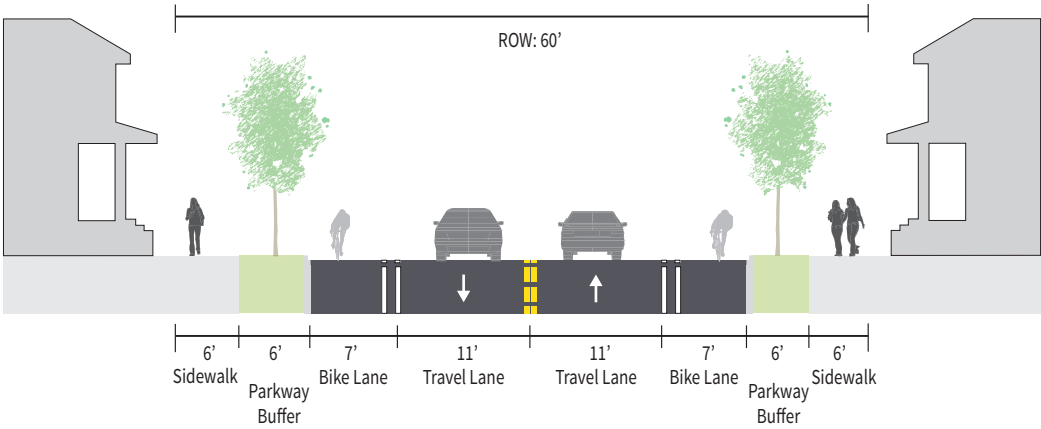 ROW: 60’
6’
Sidewalk
6’
Parkway
Buffer
7’
Bike Lane
11’
Travel Lane
11’
Travel Lane
7’
Bike Lane
6’
Parkway
Buffer
6’
Sidewalk